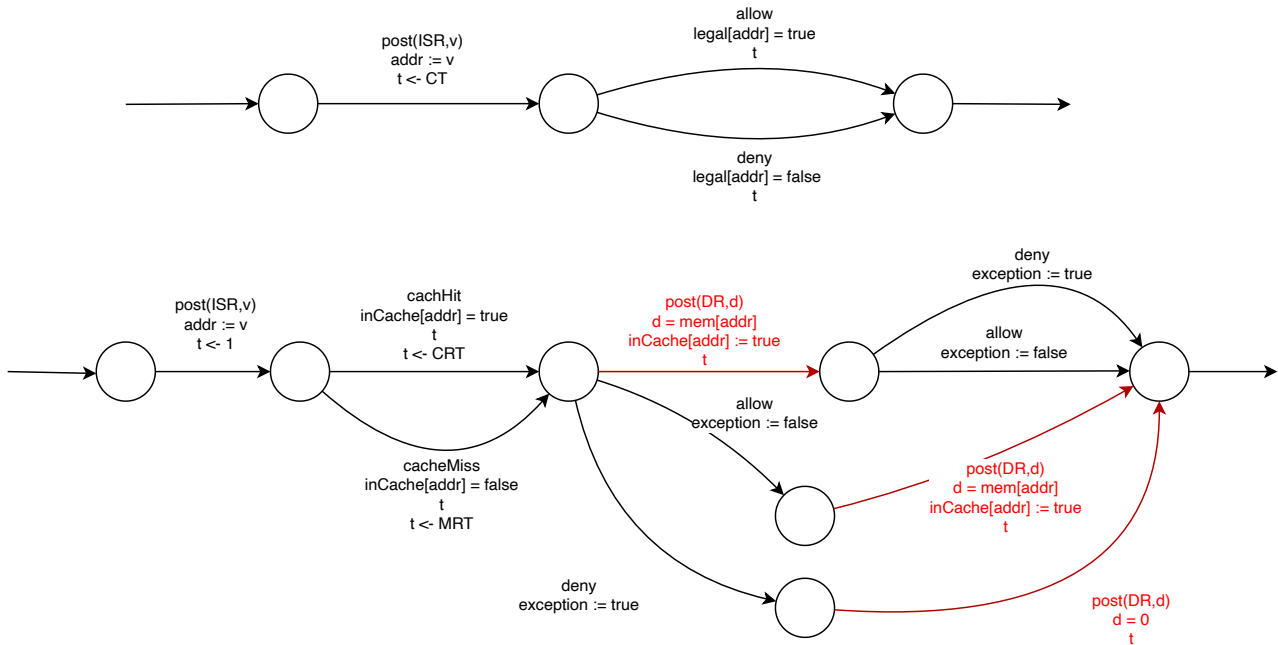 post(ISR,v)
addr := v
t <- CT
allow
legal[addr] = true
t
deny
legal[addr] = false
t
post(ISR,v)
addr := v
t <- 1
cachHit
inCache[addr] = true
t
t <- CRT
cacheMiss
inCache[addr] = false
t
t <- MRT
post(DR,d)
d = mem[addr]
inCache[addr] := true
t
deny
exception := true
allow
exception := false
allow
exception := false
post(DR,d)
d = mem[addr]
inCache[addr] := true
t
deny
exception := true
post(DR,d)
d = 0
t